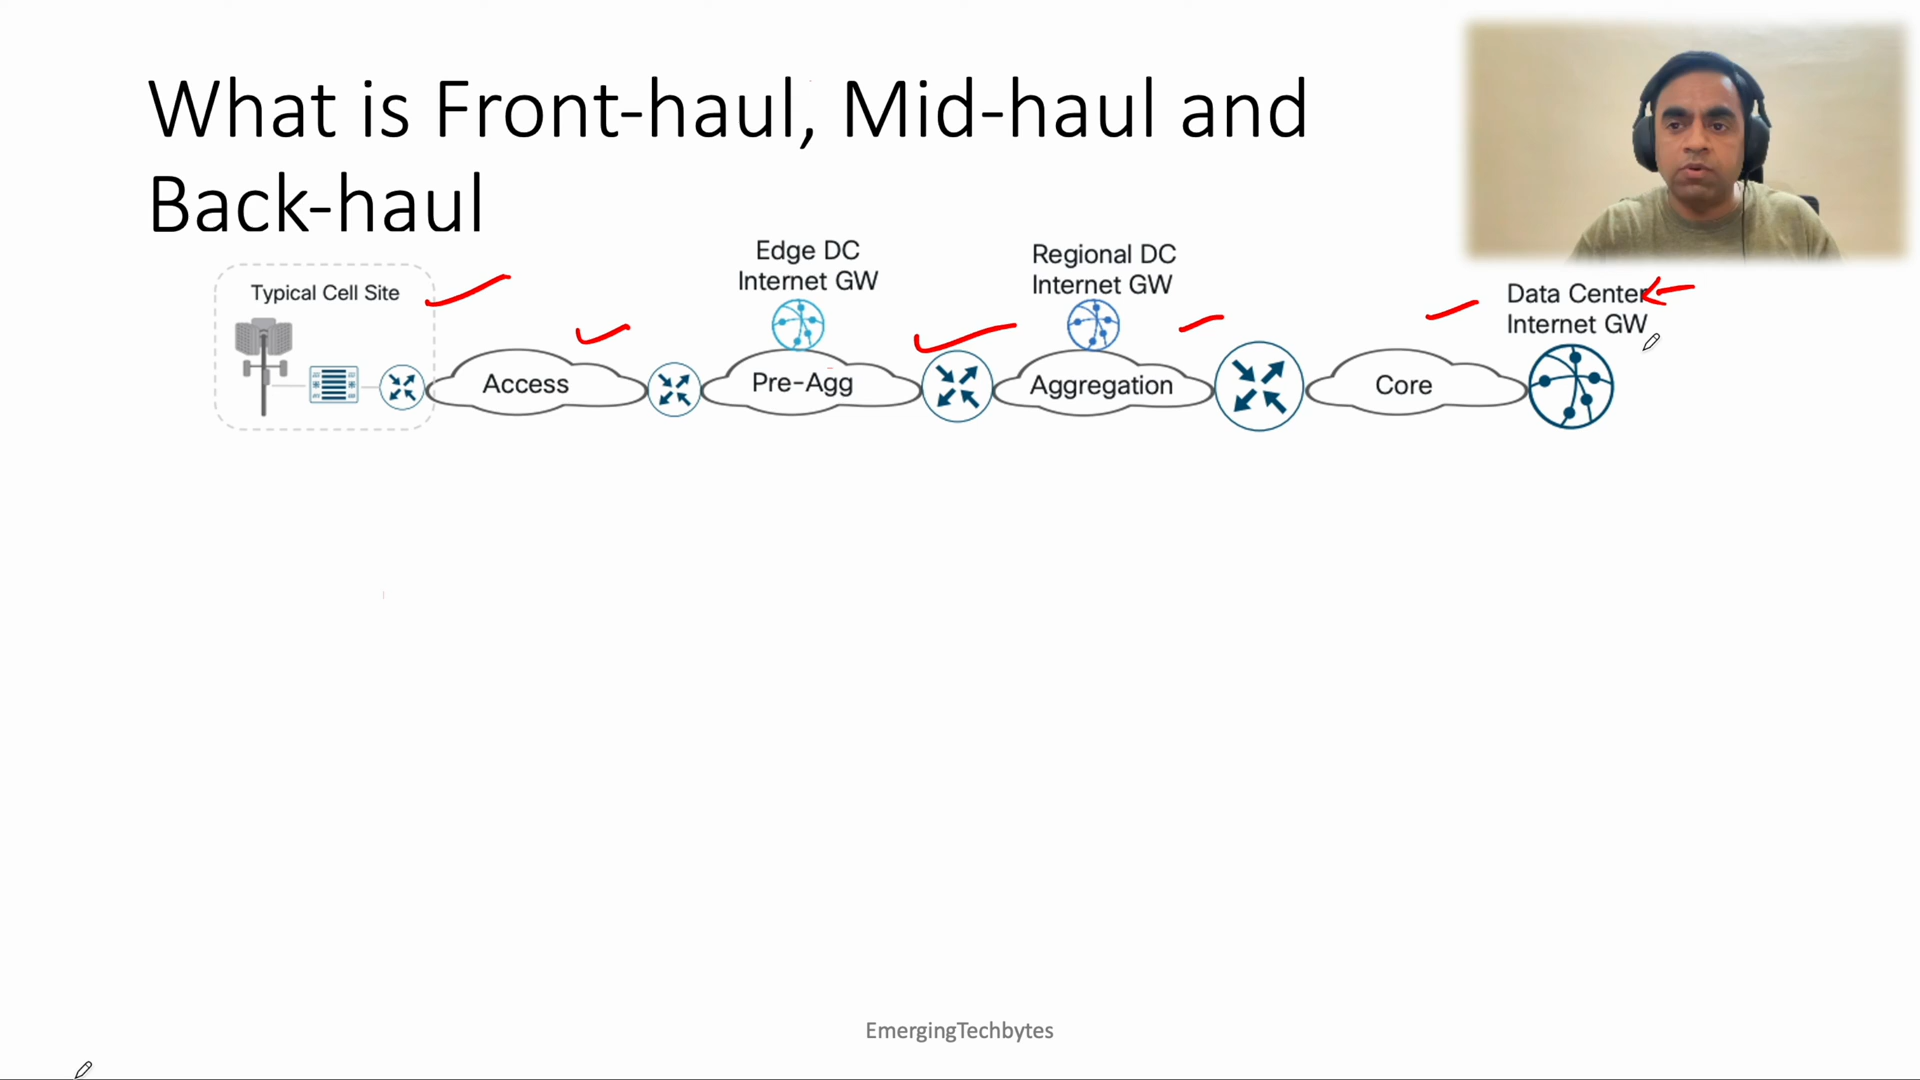 What is Front-haul, Mid-haul and
Back-haul
Edge DC
Internet GW
Regional DC
Internet GW
Typical Cell Site
Data Center
Internet GW
Access
Pre-Agg
Aggregation
Core
EmergingTechbytes